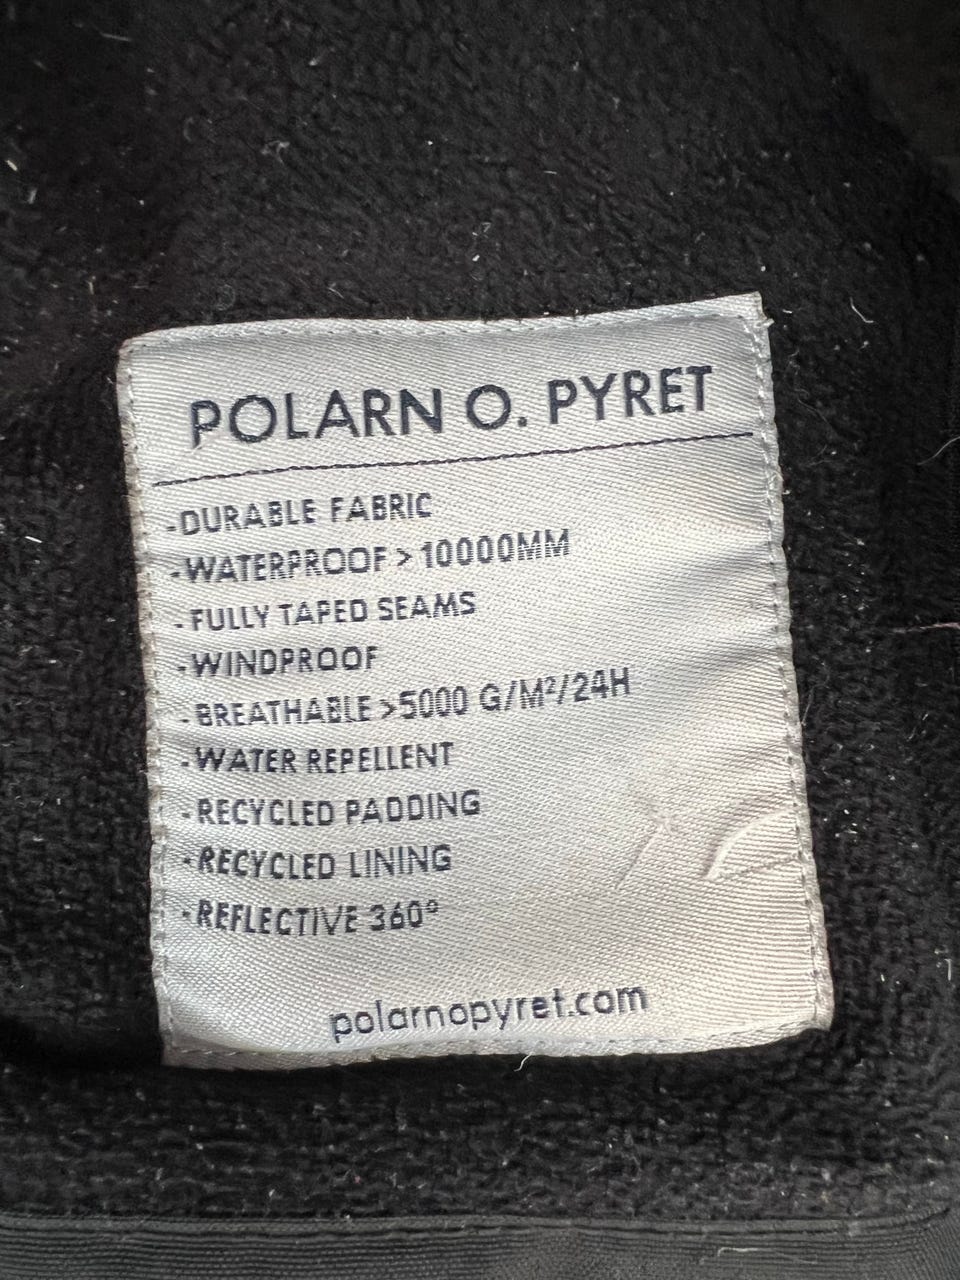 POLARN O. PYRET
-DURABLE FABRIC
-WATERPROOF > 10000MM
-FULLY TAPED SEAMS
-WINDPROOF
-BREATHABLE >5000 G/M²/24H
-WATER REPELLENT
-RECYCLED PADDING
-RECYCLED LINING
-REFLECTIVE 360°
polarnopyret.com